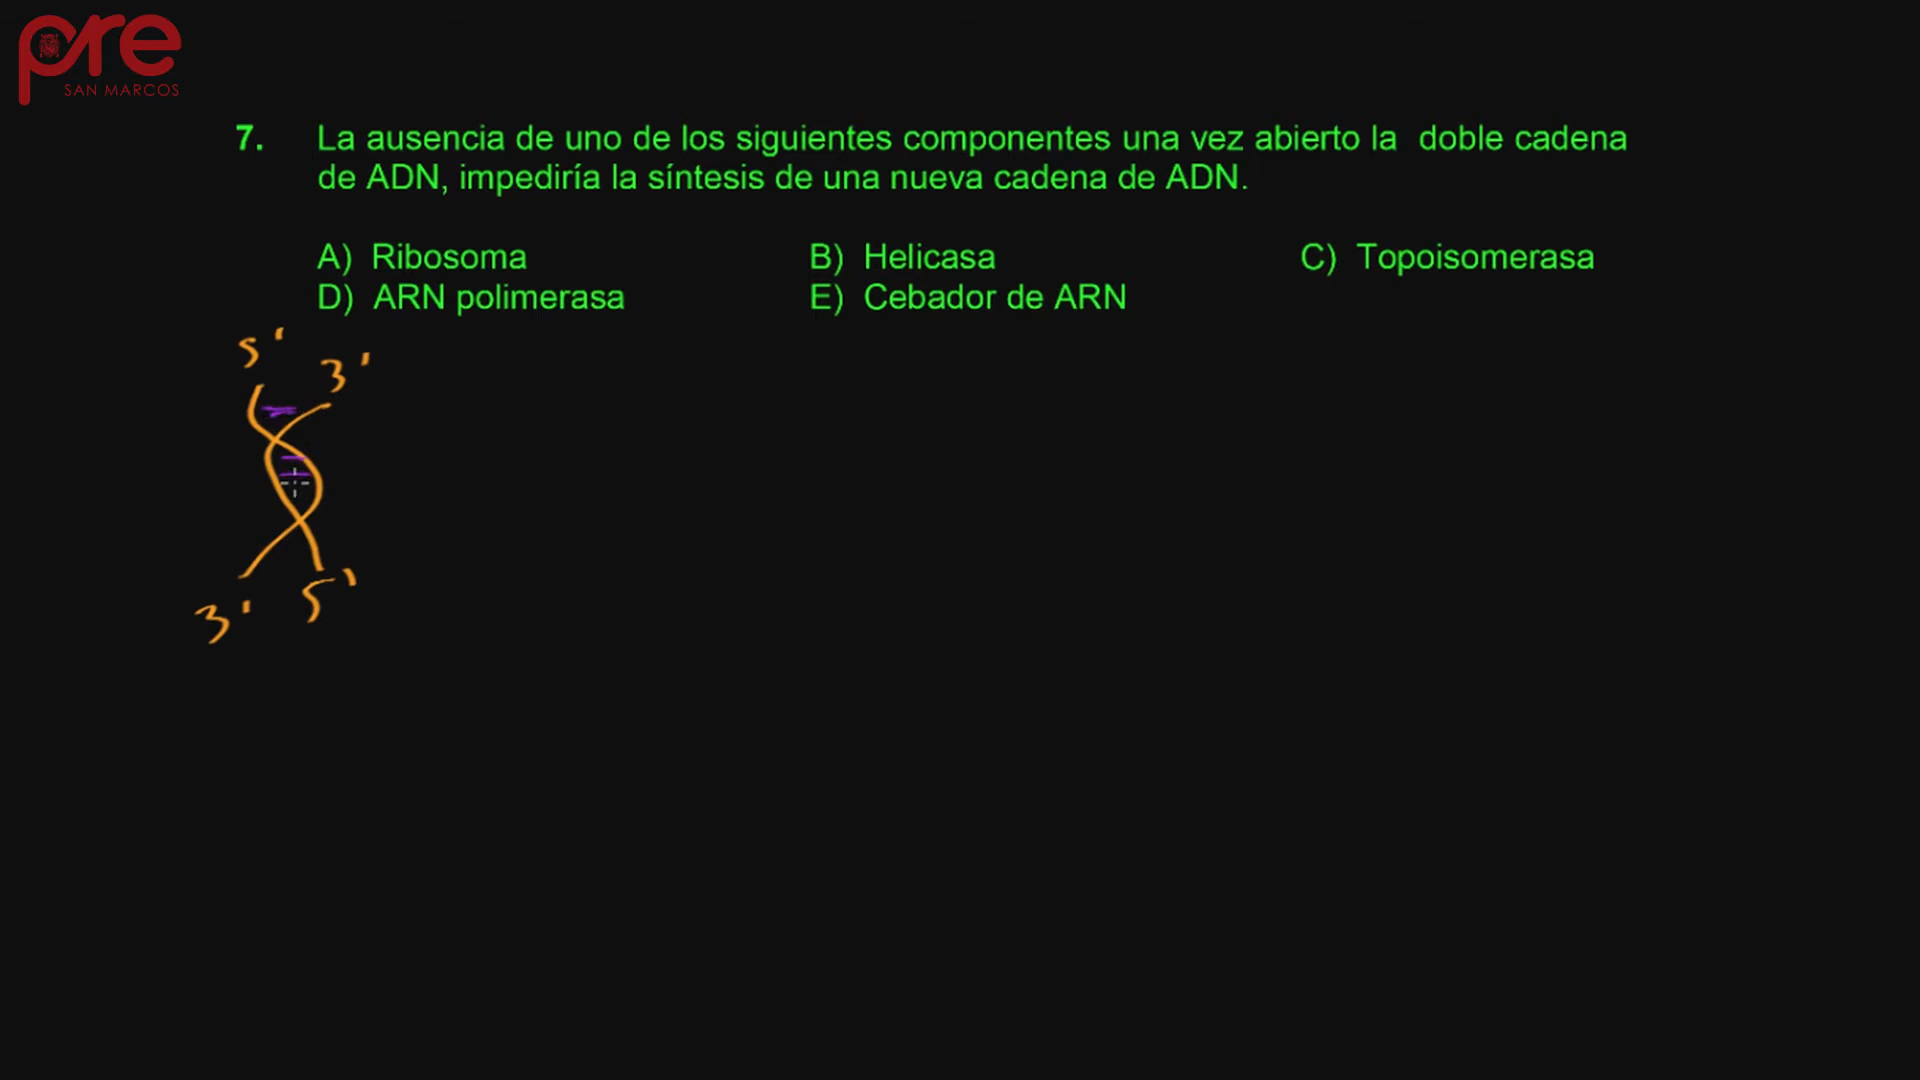 pre
SAN MARCOS
7. La ausencia de uno de los siguientes componentes una vez abierto la doble cadena
de ADN, impediría la síntesis de una nueva cadena de ADN.
A) Ribosoma B) Helicasa C) Topoisomerasa
D) ARN polimerasa E) Cebador de ARN
5' 3'
3' 5'